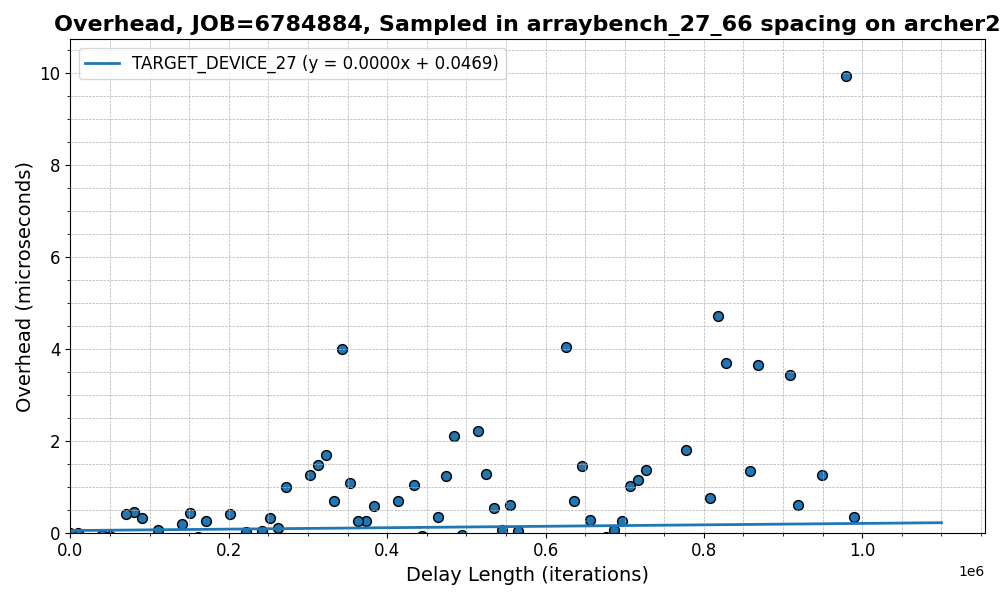 Overhead, JOB=6784884, Sampled in arraybench_27_66 spacing on archer2
TARGET_DEVICE_27 (y = 0.0000x + 0.0469)
Overhead (microseconds)
10
8
6
4
2
0
0.0 0.2 0.4 0.6 0.8 1.0
1e6
Delay Length (iterations)